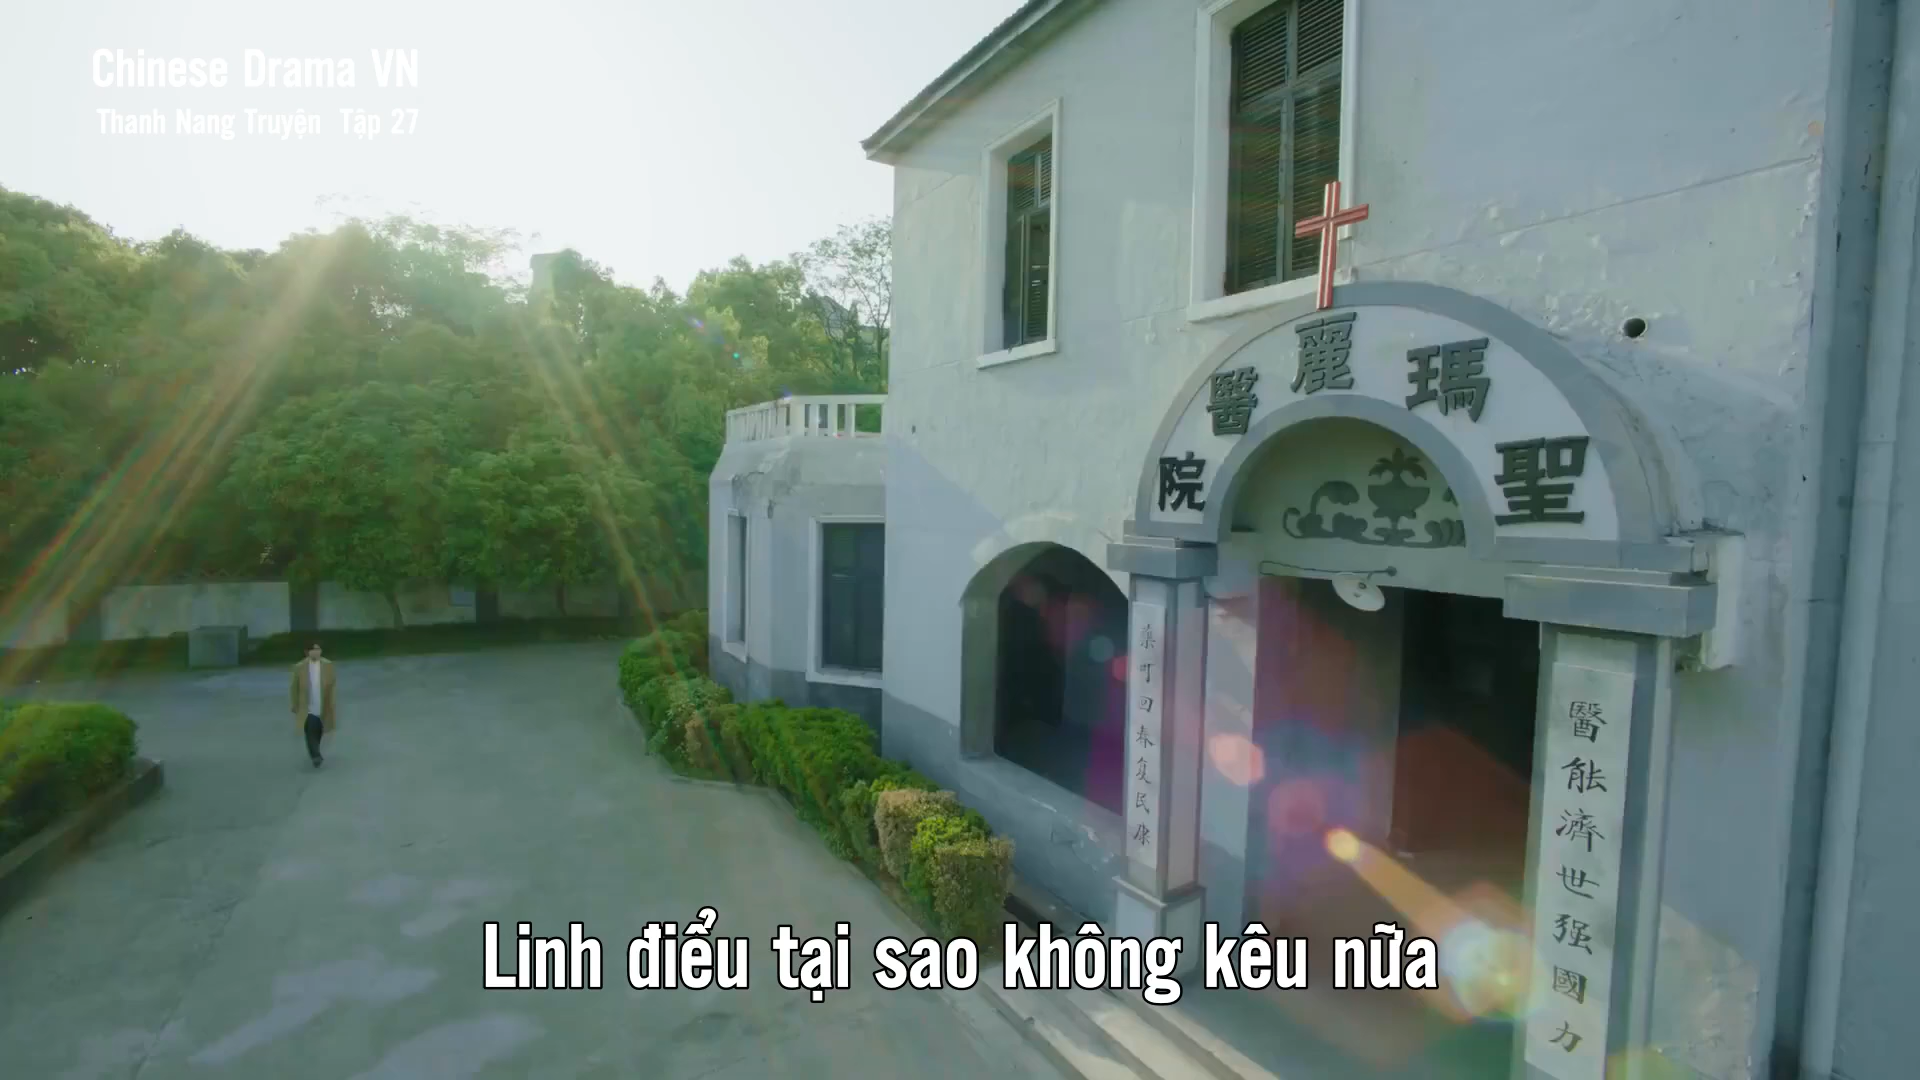 Chinese Drama VN
Thanh Nang Truyện Tập 27
聖瑪麗醫院
醫能濟世强國力
藥可回春复民康
Linh điểu tại sao không kêu nữa